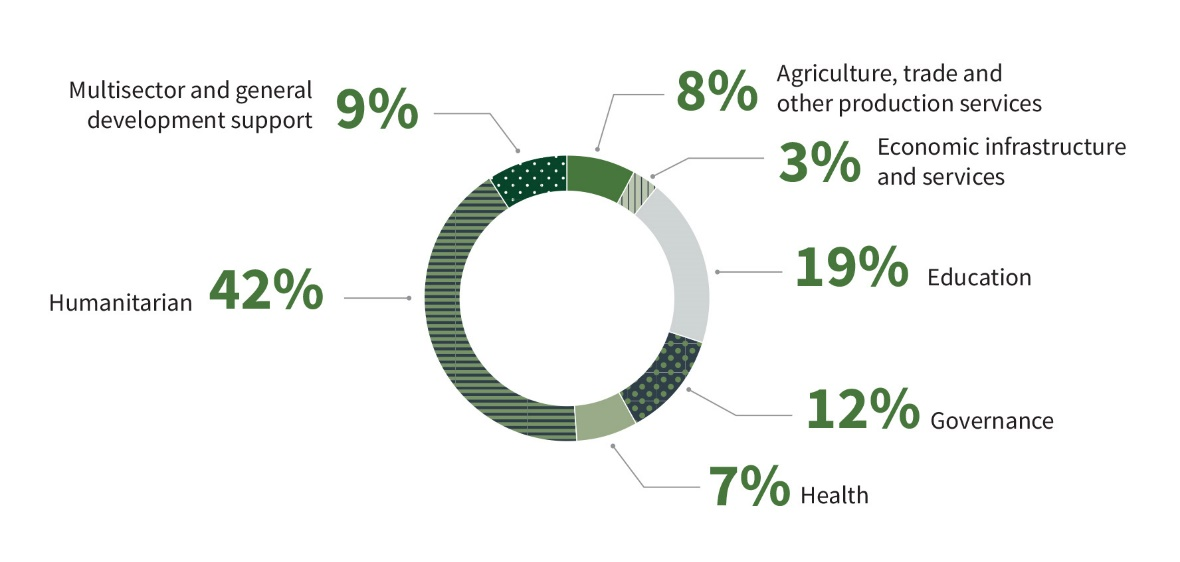 Multisector and general
development support
9%
8%
Agriculture, trade and
other production services
3%
Economic infrastructure
and services
19%
Education
Humanitarian
42%
12%
Governance
7%
Health